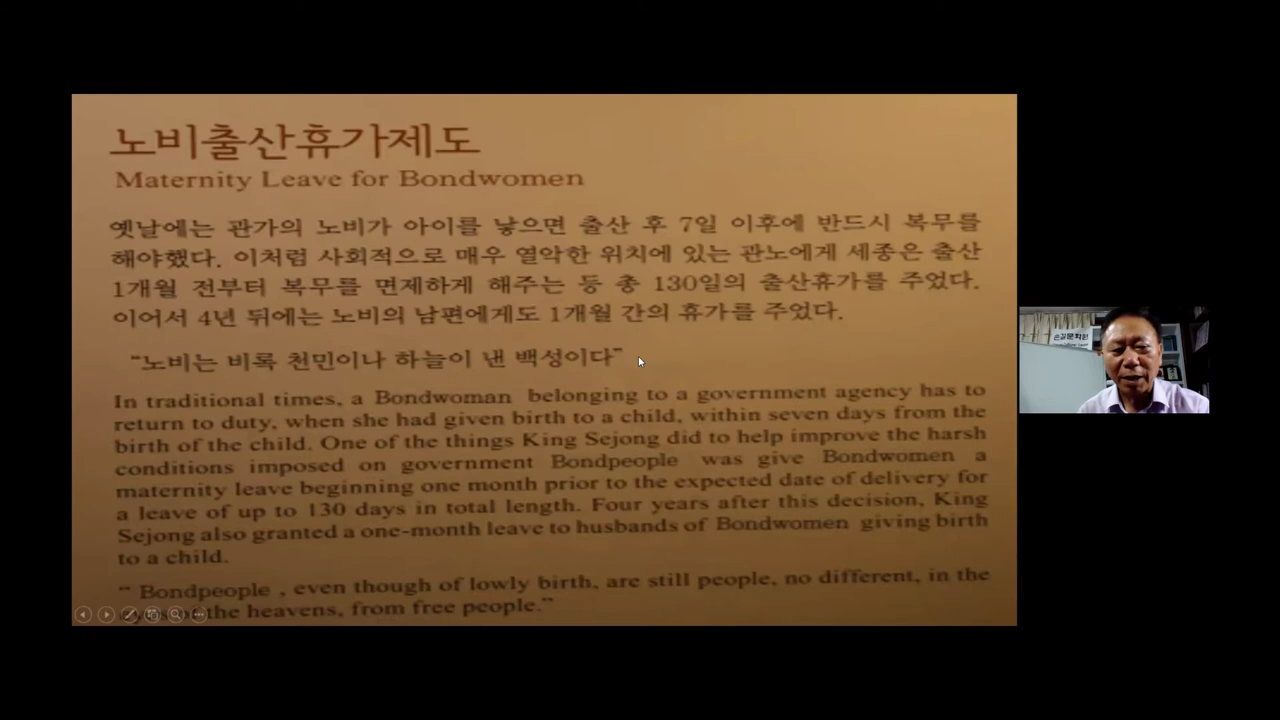 노비출산휴가제도
Maternity Leave for Bondwomen
옛날에는 관가의 노비가 아이를 낳으면 출산 후 7일 이후에 반드시 복무를
해야했다. 이처럼 사회적으로 매우 열악한 위치에 있는 관노에게 세종은 출산
1개월 전부터 복무를 면제하게 해주는 등 총 130일의 출산휴가를 주었다.
이어서 4년 뒤에는 노비의 남편에게도 1개월 간의 휴가를 주었다.
“노비는 비록 천민이나 하늘이 낸 백성이다”
In traditional times, a Bondwoman belonging to a government agency has to
return to duty, when she had given birth to a child, within seven days from the
birth of the child. One of the things King Sejong did to help improve the harsh
conditions imposed on government Bondpeople was give Bondwomen a
maternity leave beginning one month prior to the expected date of delivery for
a leave of up to 130 days in total length. Four years after this decision, King
Sejong also granted a one-month leave to husbands of Bondwomen giving birth
to a child.
“ Bondpeople , even though of lowly birth, are still people, no different, in the
of the heavens, from free people.”